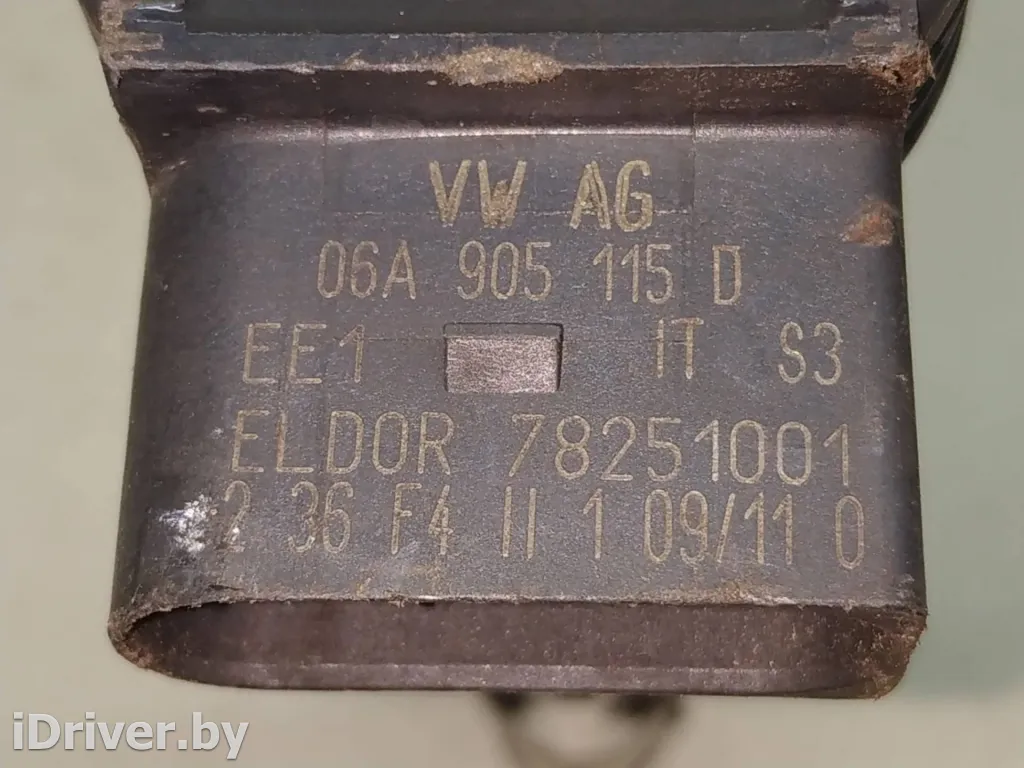 VW AG
06A 905 115 D
EE1 IT S3
ELDOR 78251001
2 36 F4 II 1 09/11 0
iDriver.by